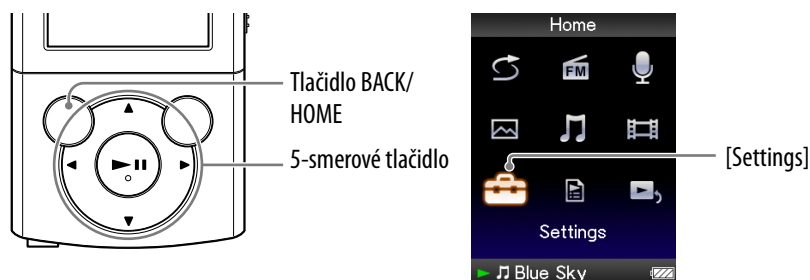 Home
FM
Tlačidlo BACK/
HOME
5-smerové tlačidlo
[Settings]
Settings
Blue Sky